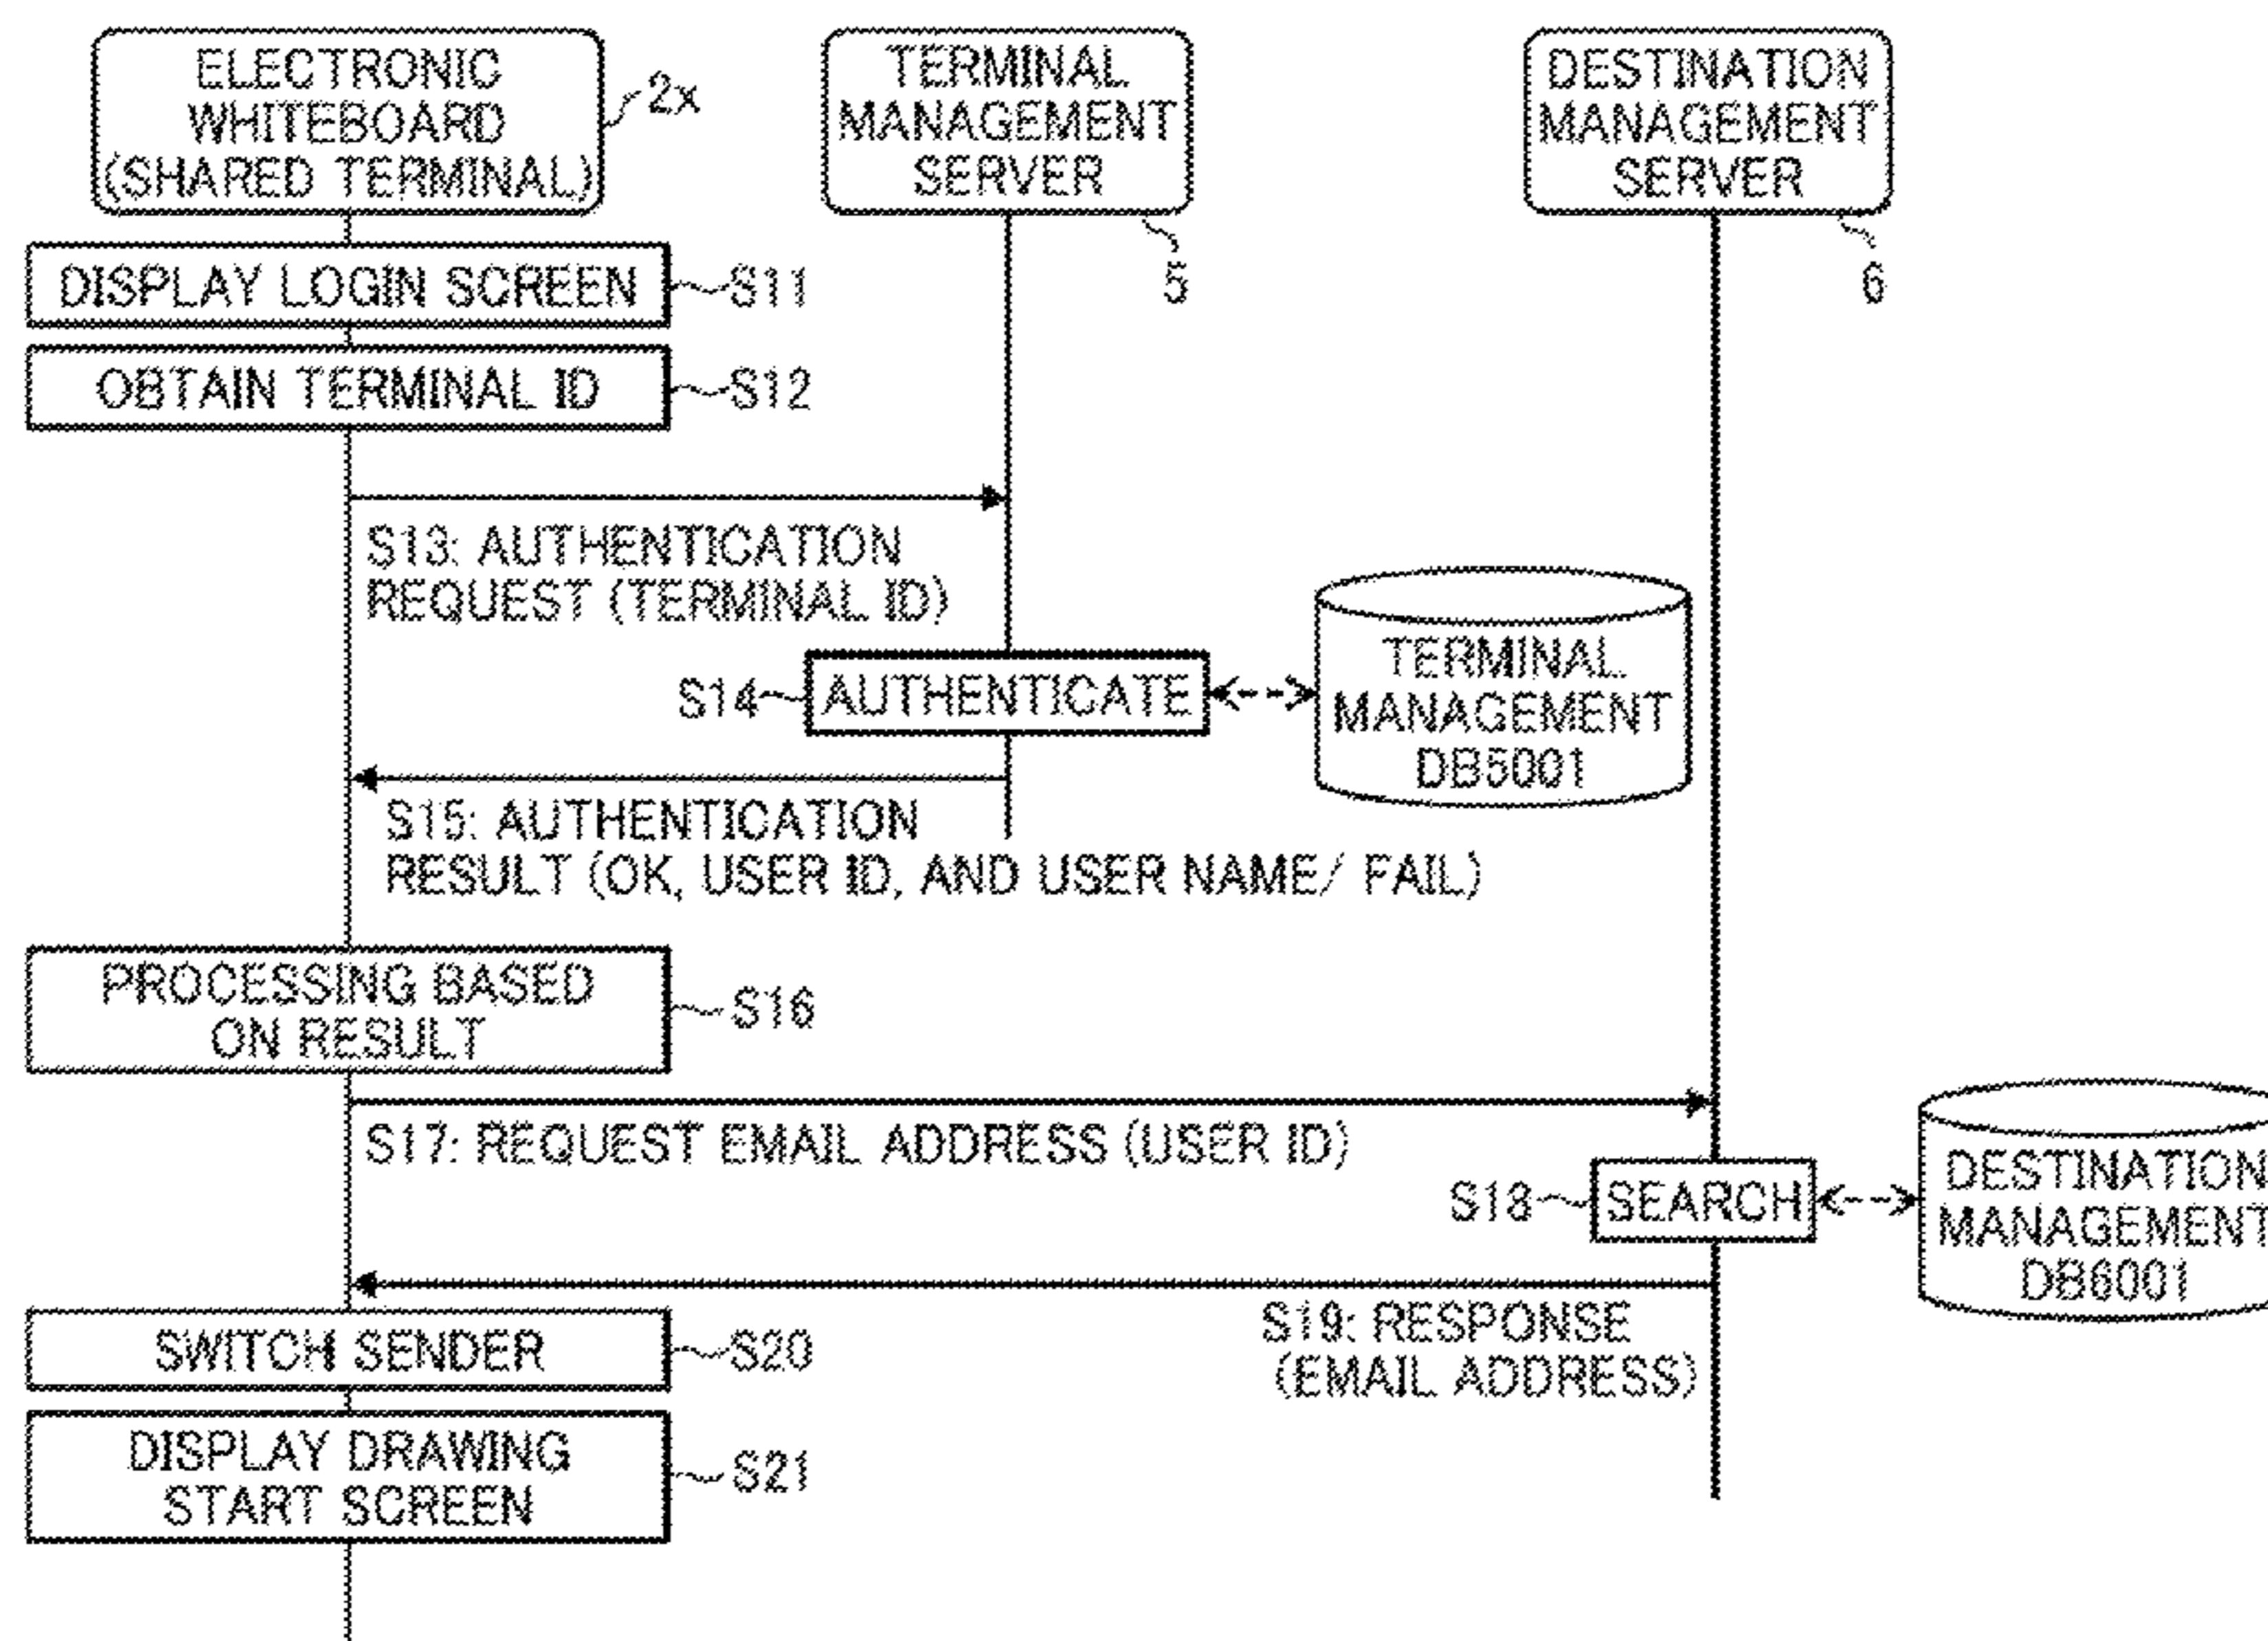 ELECTRONIC
WHITEBOARD
(SHARED TERMINAL)
2x
TERMINAL
MANAGEMENT
SERVER
5
DESTINATION
MANAGEMENT
SERVER
6
DISPLAY LOGIN SCREEN
S11
OBTAIN TERMINAL ID
S12
S13: AUTHENTICATION
REQUEST (TERMINAL ID)
S14
AUTHENTICATE
TERMINAL
MANAGEMENT
DB5001
S15: AUTHENTICATION
RESULT (OK, USER ID, AND USER NAME/ FAIL)
PROCESSING BASED
ON RESULT
S16
S17: REQUEST EMAIL ADDRESS (USER ID)
S18
SEARCH
DESTINATION
MANAGEMENT
DB6001
S19: RESPONSE
(EMAIL ADDRESS)
SWITCH SENDER
S20
DISPLAY DRAWING
START SCREEN
S21